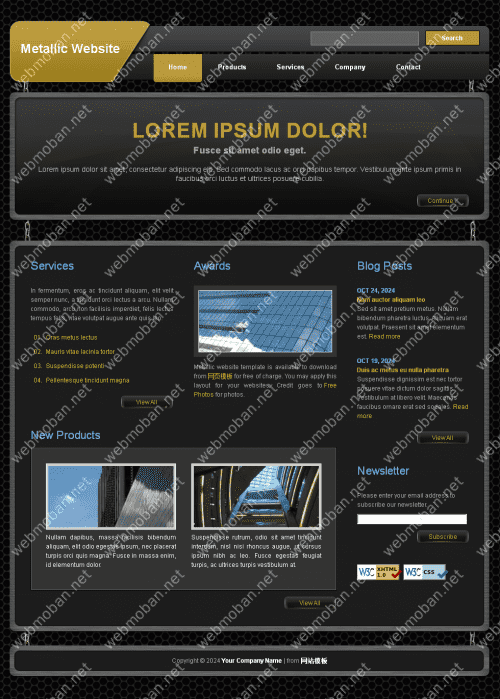 Metallic Website
Search
Home Products Services Company Contact
LOREM IPSUM DOLOR!
Fusce sit amet odio eget.
Lorem ipsum dolor sit amet, consectetur adipiscing elit, sed commodo lacus ac orci dapibus tempor. Vestibulum ante ipsum primis in
faucibus orci luctus et ultrices posuere cubilia.
Continue
Services
In fermentum, eros ac tincidunt aliquam, elit velit
semper nunc, a tincidunt orci lectus a arcu. Nullam
commodo, arcu non facilisis imperdiet, felis lectus
tempus felis, vitae volutpat augue ante quis leo.
01. Cras metus lectus
02. Mauris vitae lacinia tortor
03. Suspendisse potenti
04. Pellentesque tincidunt magna
View All
Awards
Metallic website template is available to download
from 网页模板 for free of charge. You may apply this
layout for your websites. Credit goes to Free
Photos for photos.
New Products
Nullam dapibus, massa facilisis bibendum
aliquam, elit odio egestas ipsum, nec placerat
turpis orci quis magna. Fusce in massa enim,
id elementum dolor.
Suspendisse rutrum, odio sit amet tincidunt
interdum, nisl nisi rhoncus augue, ut cursus
ipsum nibh ac leo. Fusce egestas feugiat
turpis, ac ultrices turpis vestibulum at.
View All
Blog Posts
OCT 24, 2024
Nam auctor aliquam leo
Sed sit amet pretium metus. Nullam
bibendum pharetra luctus. Aliquam erat
volutpat. Praesent sit amet elementum
est. Read more
OCT 19, 2024
Duis ac metus eu nulla pharetra
Suspendisse dignissim est nec tortor
posuere vitae dictum dolor sagittis.
Vestibulum at libero velit. Maecenas
faucibus ornare erat sed sodales. Read
more
View All
Newsletter
Please enter your email address to
subscribe our newsletter.
Subscribe
W3C XHTML 1.0
W3C CSS
Copyright © 2024 Your Company Name | from 网站模板
webmoban.net